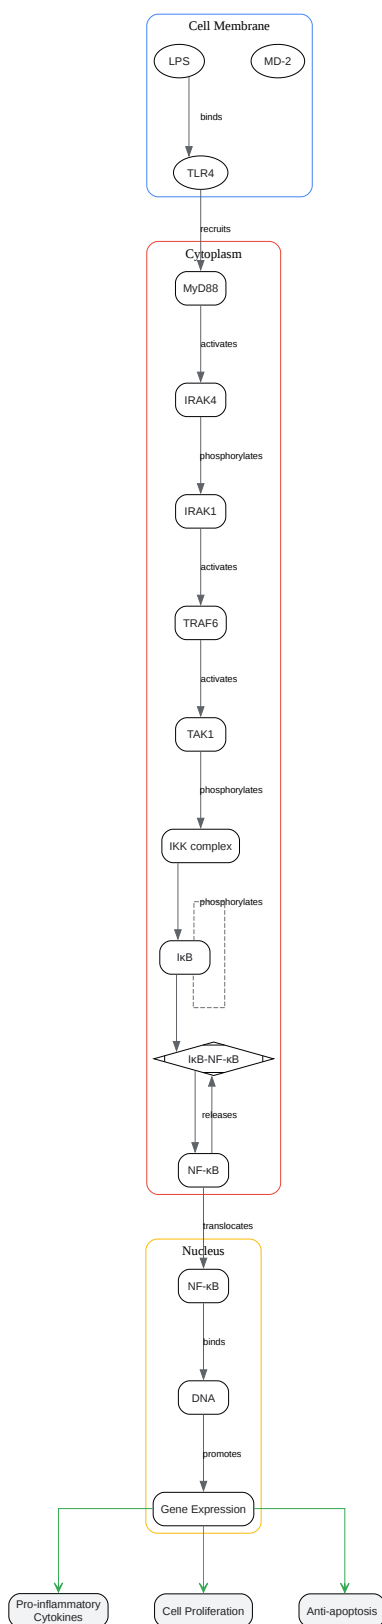 Cell Membrane
LPS
MD-2
binds
TLR4
recruits
Cytoplasm
MyD88
activates
IRAK4
phosphorylates
IRAK1
activates
TRAF6
activates
TAK1
phosphorylates
IKK complex
phosphorylates
IκB
IκB-NF-κB
releases
NF-κB
translocates
Nucleus
NF-κB
binds
DNA
promotes
Gene Expression
Pro-inflammatory
Cytokines
Cell Proliferation
Anti-apoptosis